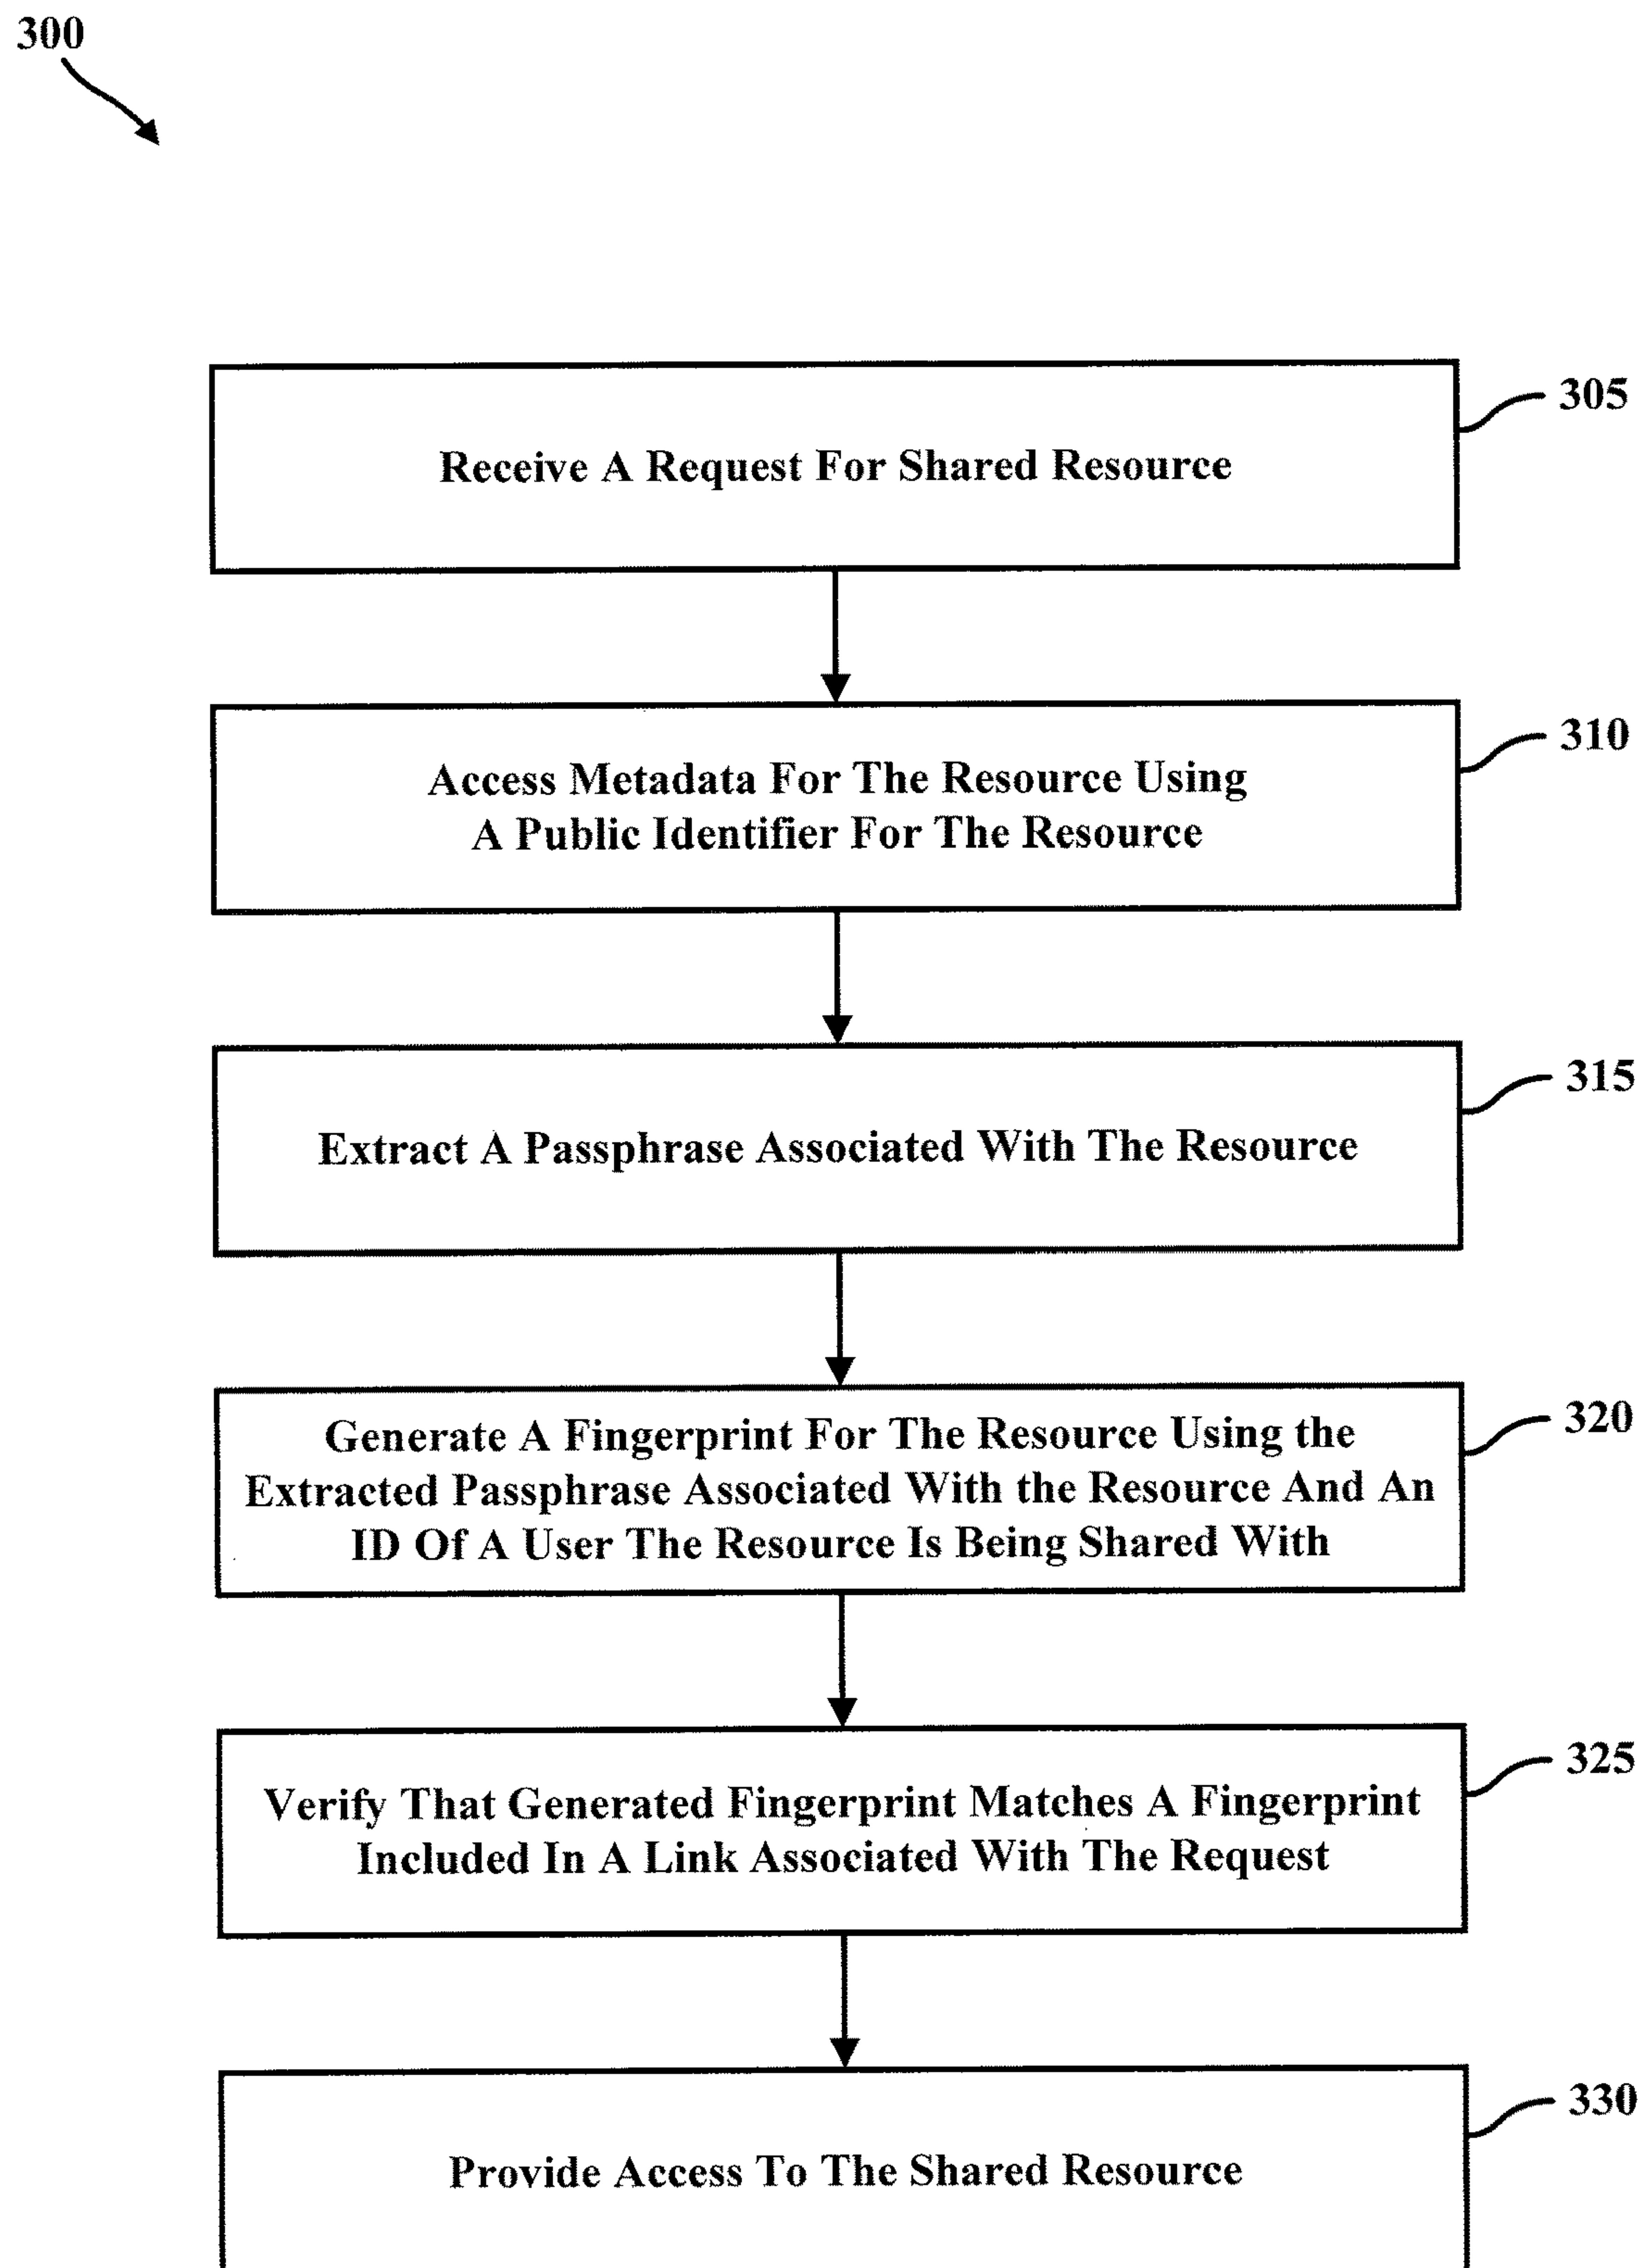 300
Receive A Request For Shared Resource
305
Access Metadata For The Resource Using
A Public Identifier For The Resource
310
Extract A Passphrase Associated With The Resource
315
Generate A Fingerprint For The Resource Using the
Extracted Passphrase Associated With the Resource And An
ID Of A User The Resource Is Being Shared With
320
Verify That Generated Fingerprint Matches A Fingerprint
Included In A Link Associated With The Request
325
Provide Access To The Shared Resource
330